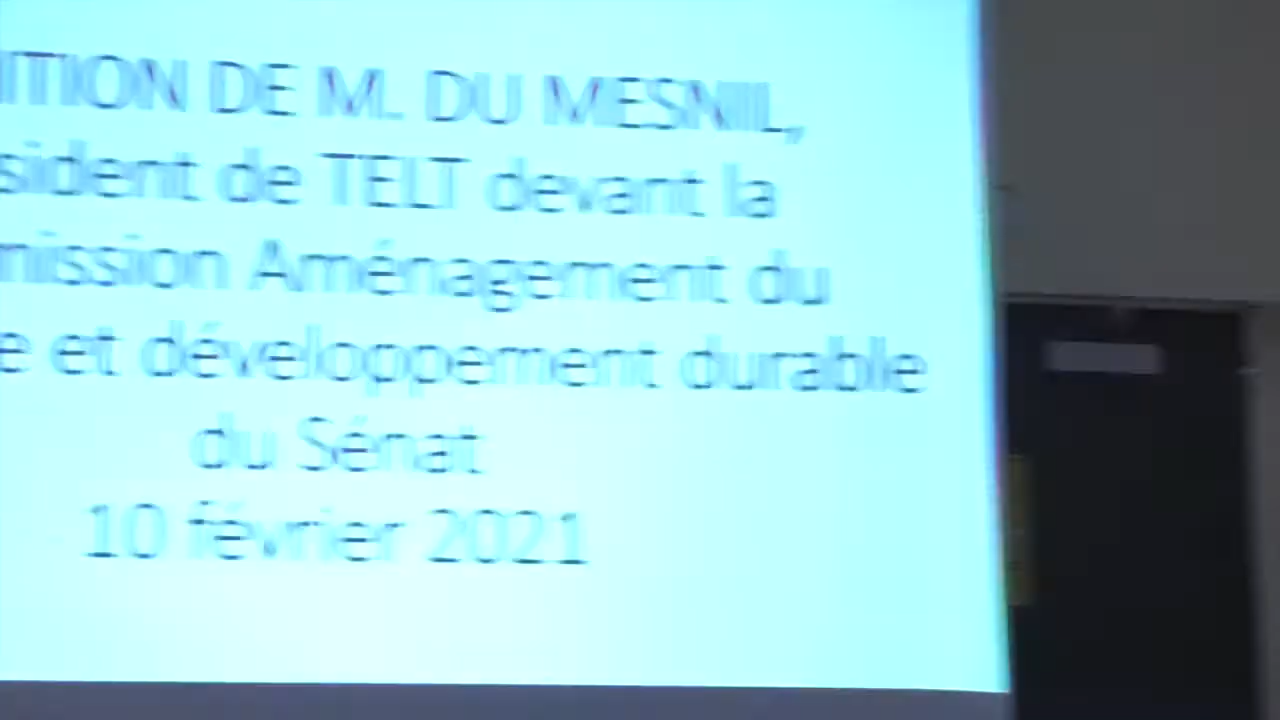 ITION DE M. DU MESNIL,
sident de TELT devant la
mission Aménagement du
e et développement durable
du Sénat
10 février 2021